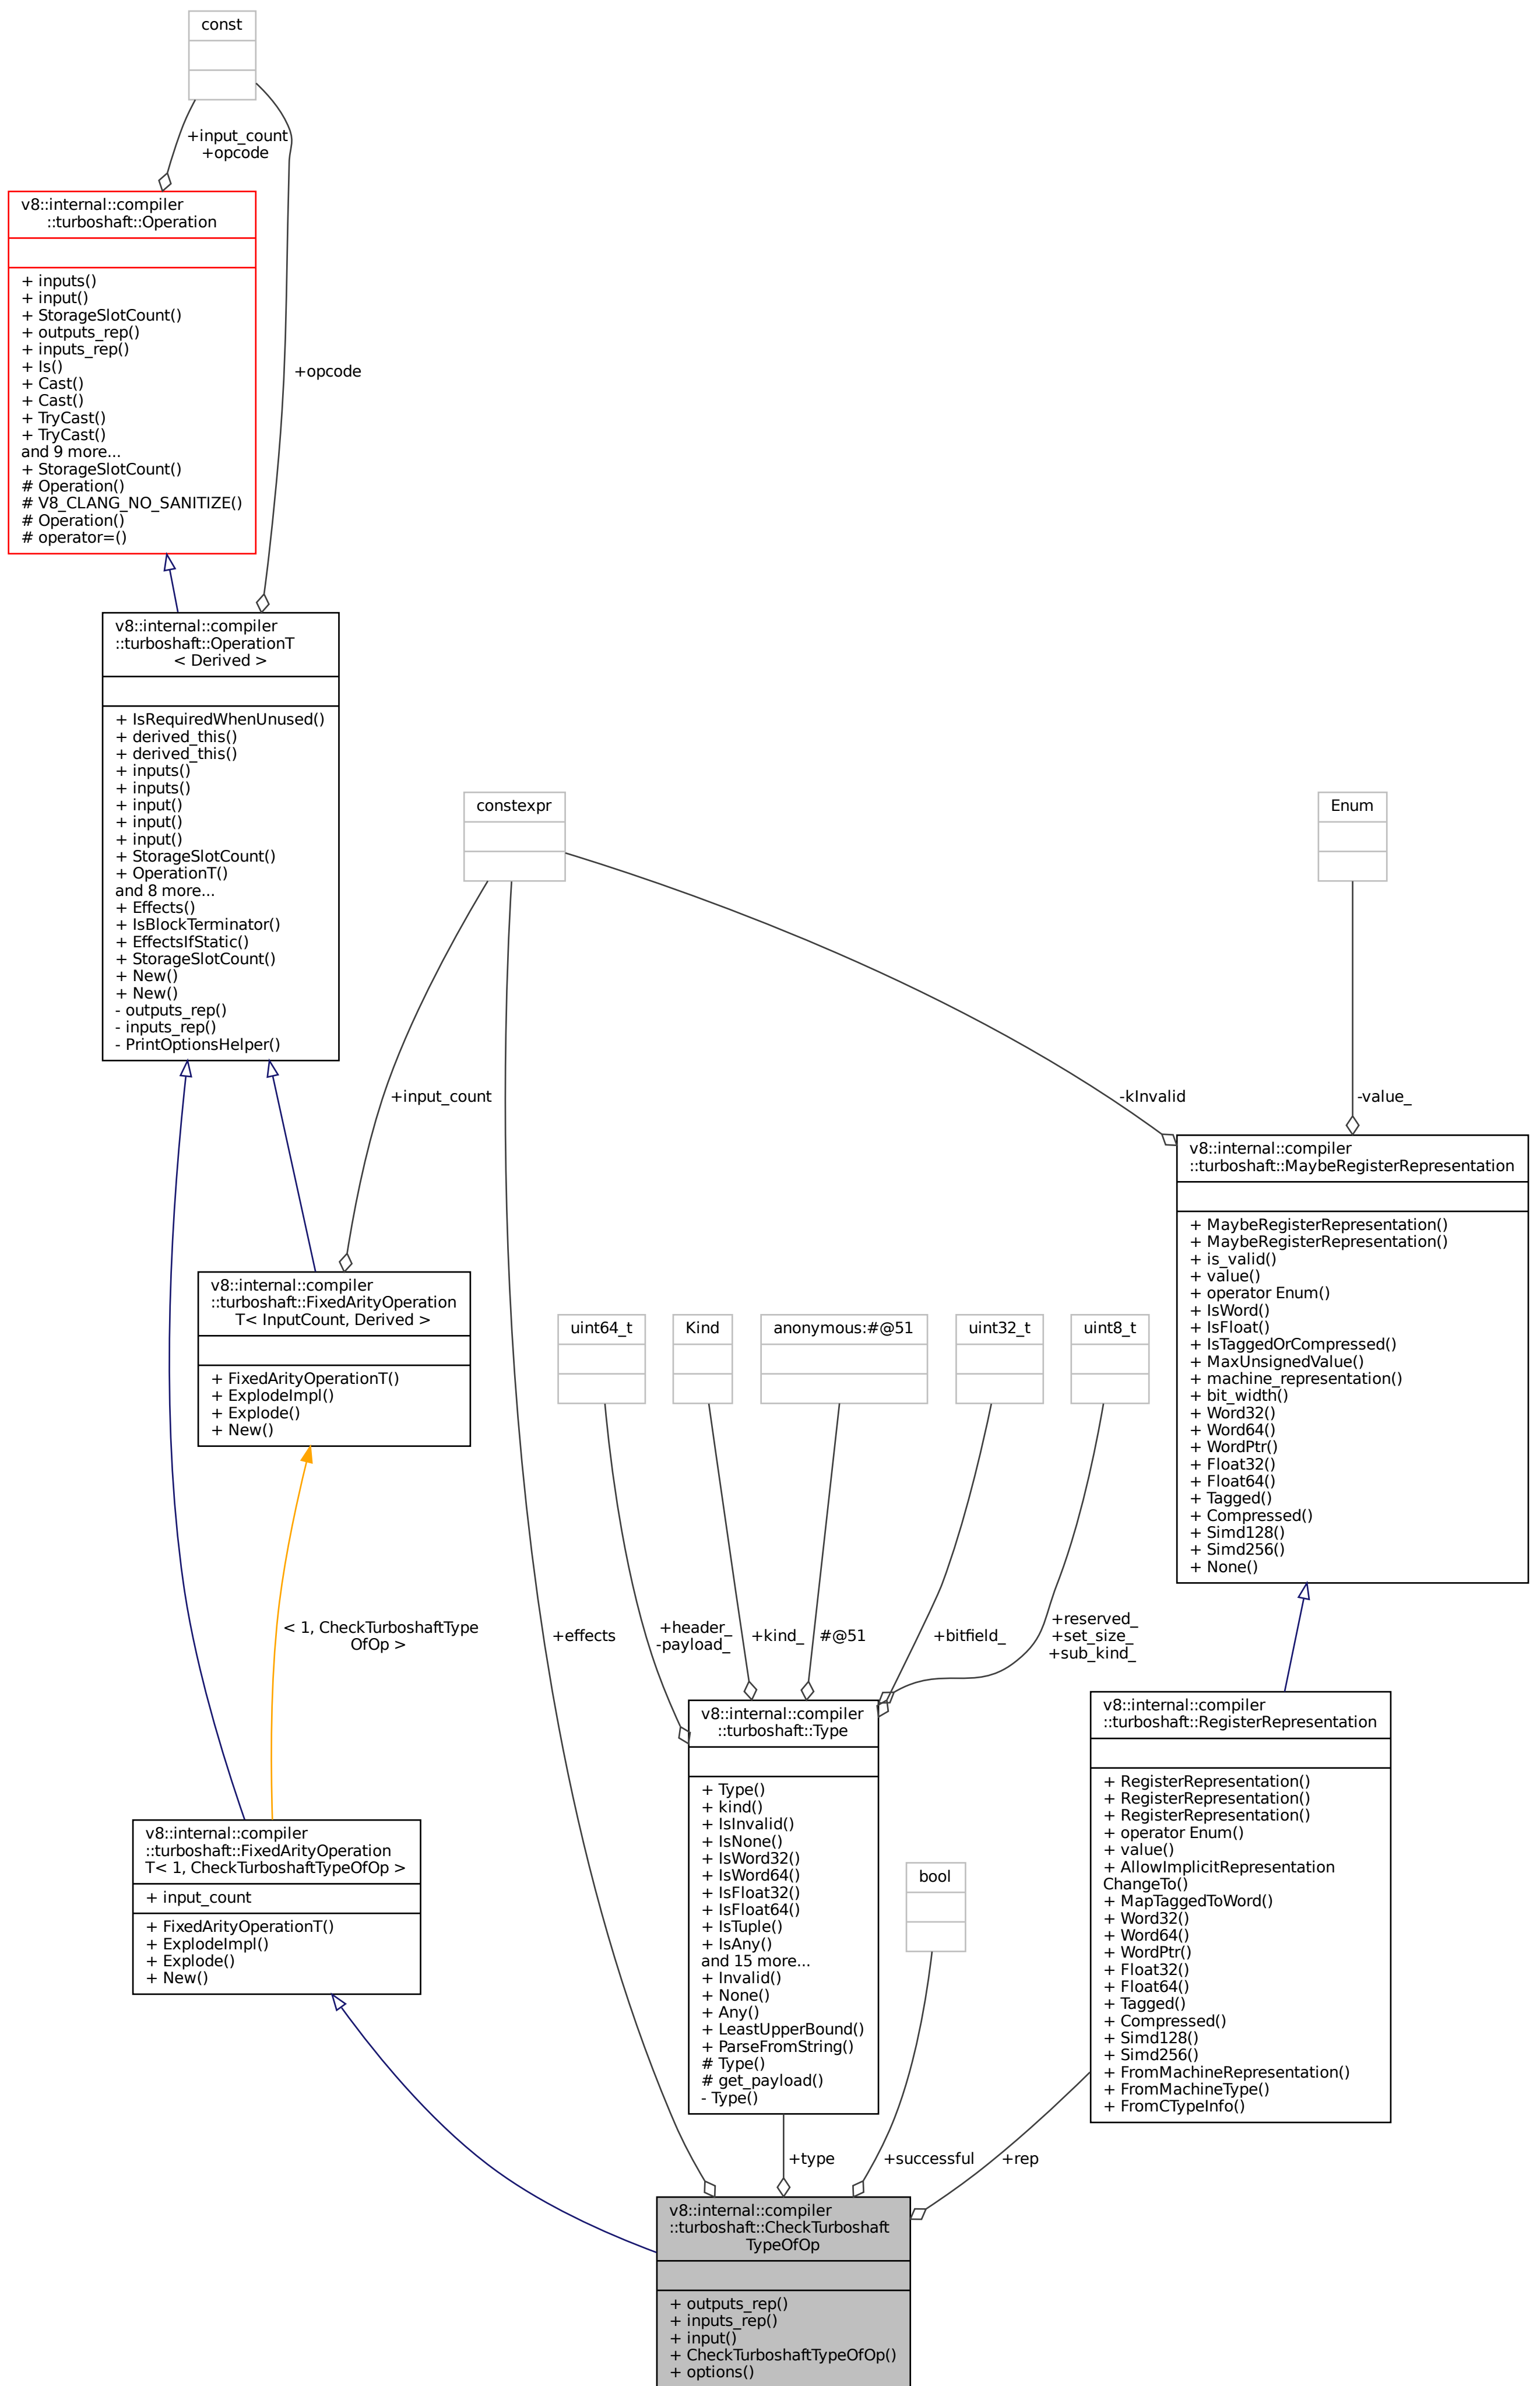 const
+input_count
+opcode
v8::internal::compiler
::turboshaft::Operation
+ inputs()
+ input()
+ StorageSlotCount()
+ outputs_rep()
+ inputs_rep()
+ Is()
+ Cast()
+ Cast()
+ TryCast()
+ TryCast()
and 9 more...
+ StorageSlotCount()
# Operation()
# V8_CLANG_NO_SANITIZE()
# Operation()
# operator=()
+opcode
v8::internal::compiler
::turboshaft::OperationT
< Derived >
+ IsRequiredWhenUnused()
+ derived_this()
+ derived_this()
+ inputs()
+ inputs()
+ input()
+ input()
+ input()
+ StorageSlotCount()
+ OperationT()
and 8 more...
+ Effects()
+ IsBlockTerminator()
+ EffectsIfStatic()
+ StorageSlotCount()
+ New()
+ New()
- outputs_rep()
- inputs_rep()
- PrintOptionsHelper()
constexpr
Enum
+input_count
-kInvalid
-value_
v8::internal::compiler
::turboshaft::MaybeRegisterRepresentation
+ MaybeRegisterRepresentation()
+ MaybeRegisterRepresentation()
+ is_valid()
+ value()
+ operator Enum()
+ IsWord()
+ IsFloat()
+ IsTaggedOrCompressed()
+ MaxUnsignedValue()
+ machine_representation()
+ bit_width()
+ Word32()
+ Word64()
+ WordPtr()
+ Float32()
+ Float64()
+ Tagged()
+ Compressed()
+ Simd128()
+ Simd256()
+ None()
v8::internal::compiler
::turboshaft::FixedArityOperation
T< InputCount, Derived >
+ FixedArityOperationT()
+ ExplodeImpl()
+ Explode()
+ New()
uint64_t
Kind
anonymous:#@51
uint32_t
uint8_t
< 1, CheckTurboshaftType
OfOp >
+effects
+header_
-payload_
+kind_
#@51
+bitfield_
+reserved_
+set_size_
+sub_kind_
v8::internal::compiler
::turboshaft::Type
+ Type()
+ kind()
+ IsInvalid()
+ IsNone()
+ IsWord32()
+ IsWord64()
+ IsFloat32()
+ IsFloat64()
+ IsTuple()
+ IsAny()
and 15 more...
+ Invalid()
+ None()
+ Any()
+ LeastUpperBound()
+ ParseFromString()
# Type()
# get_payload()
- Type()
v8::internal::compiler
::turboshaft::RegisterRepresentation
+ RegisterRepresentation()
+ RegisterRepresentation()
+ RegisterRepresentation()
+ operator Enum()
+ value()
+ AllowImplicitRepresentation
ChangeTo()
+ MapTaggedToWord()
+ Word32()
+ Word64()
+ WordPtr()
+ Float32()
+ Float64()
+ Tagged()
+ Compressed()
+ Simd128()
+ Simd256()
+ FromMachineRepresentation()
+ FromMachineType()
+ FromCTypeInfo()
v8::internal::compiler
::turboshaft::FixedArityOperation
T< 1, CheckTurboshaftTypeOfOp >
+ input_count
+ FixedArityOperationT()
+ ExplodeImpl()
+ Explode()
+ New()
bool
+type
+successful
+rep
v8::internal::compiler
::turboshaft::CheckTurboshaft
TypeOfOp
+ outputs_rep()
+ inputs_rep()
+ input()
+ CheckTurboshaftTypeOfOp()
+ options()